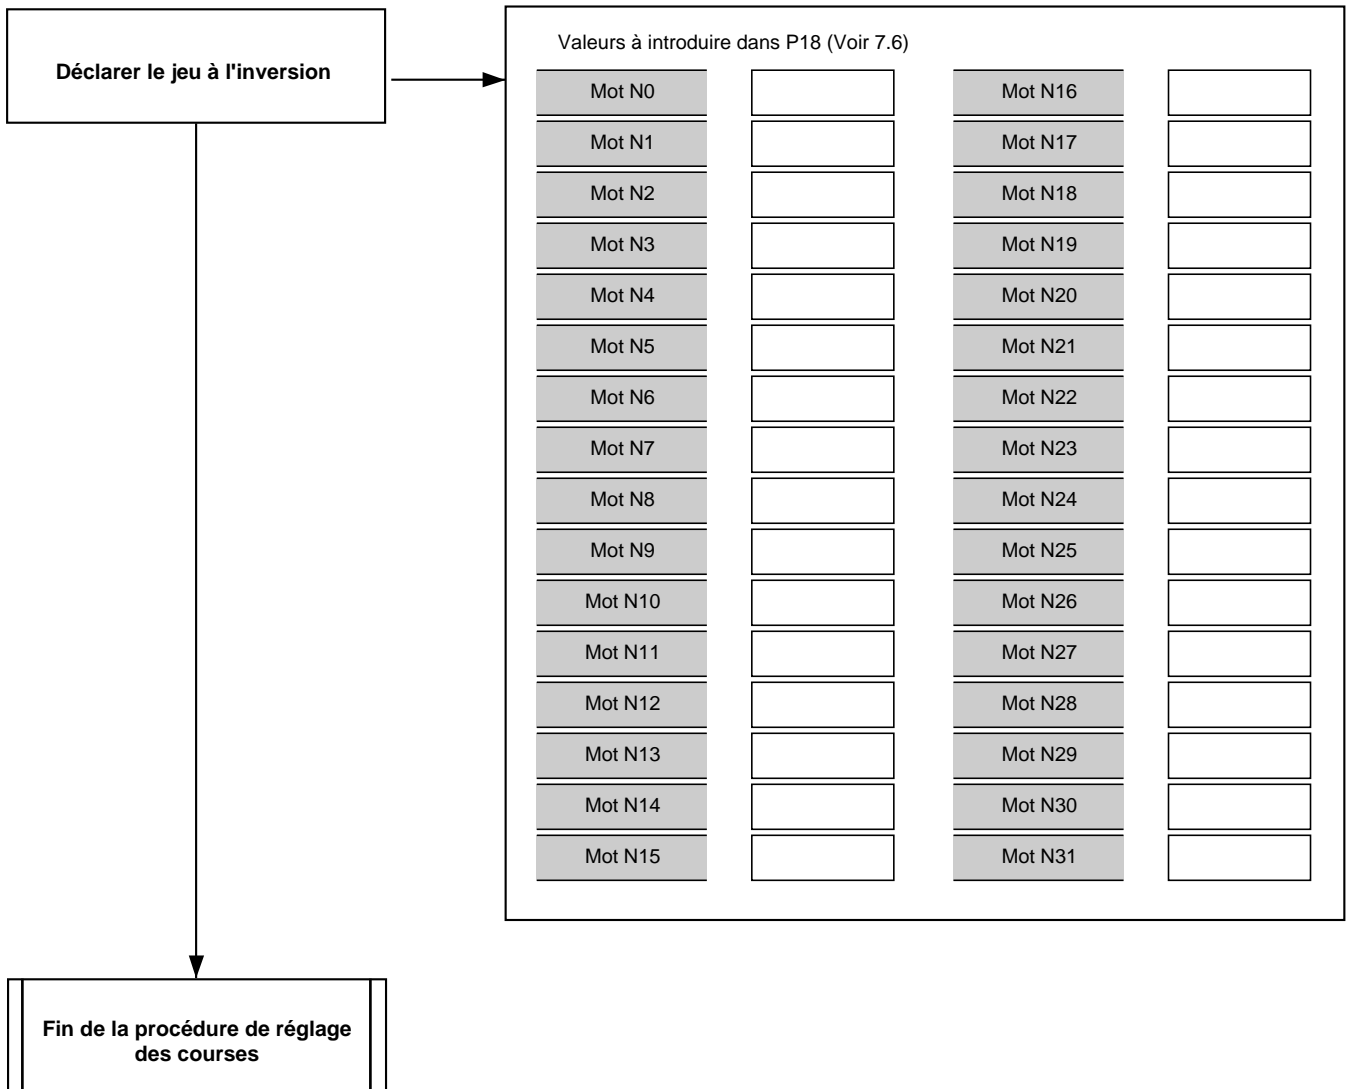 Déclarer le jeu à l'inversion
Valeurs à introduire dans P18 (Voir 7.6)
Mot N0
Mot N16
Mot N1
Mot N17
Mot N2
Mot N18
Mot N3
Mot N19
Mot N4
Mot N20
Mot N5
Mot N21
Mot N6
Mot N22
Mot N7
Mot N23
Mot N8
Mot N24
Mot N9
Mot N25
Mot N10
Mot N26
Mot N11
Mot N27
Mot N12
Mot N28
Mot N13
Mot N29
Mot N14
Mot N30
Mot N15
Mot N31
Fin de la procédure de réglage
des courses